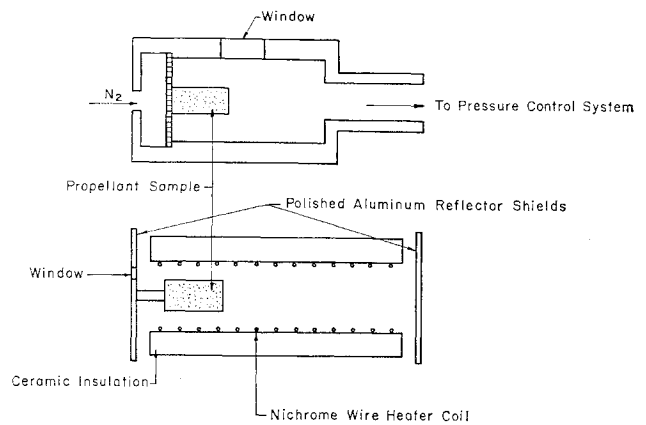 Window
N2
To Pressure Control System
Propellant Sample
Polished Aluminum Reflector Shields
Window
Ceramic Insulation
Nichrome Wire Heater Coil